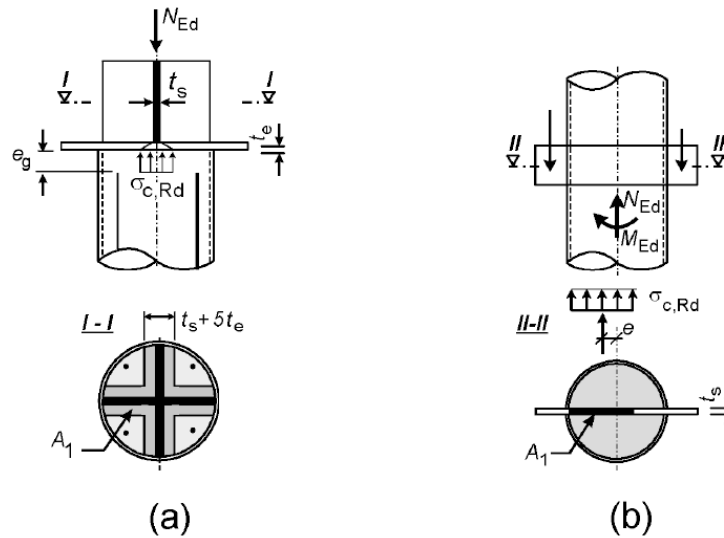 N_Ed
I I
t_s
t_e
e_g
σ_c,Rd
I - I
t_s + 5t_e
A_1
(a)
II II
N_Ed
M_Ed
σ_c,Rd
II-II
e
t_s
A_1
(b)